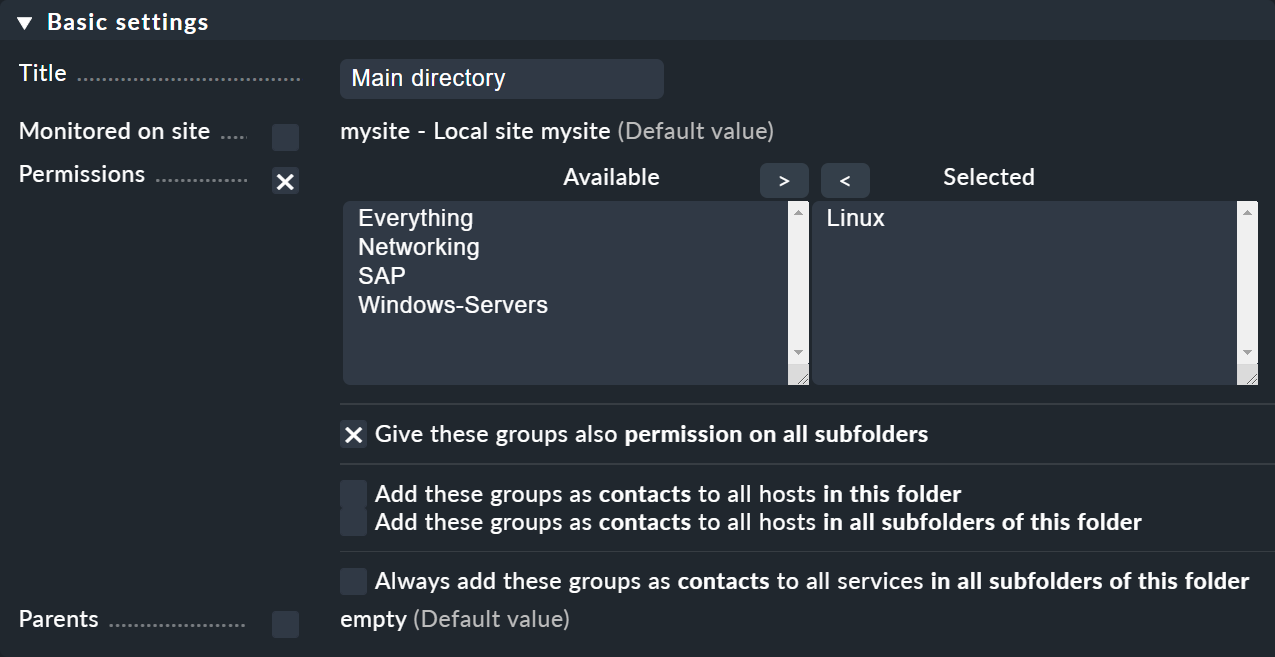 Basic settings
Title
Main directory
Monitored on site
mysite - Local site mysite (Default value)
Permissions
Available > < Selected
Everything
Networking
SAP
Windows-Servers
Linux
Give these groups also permission on all subfolders
Add these groups as contacts to all hosts in this folder
Add these groups as contacts to all hosts in all subfolders of this folder
Always add these groups as contacts to all services in all subfolders of this folder
Parents
empty (Default value)